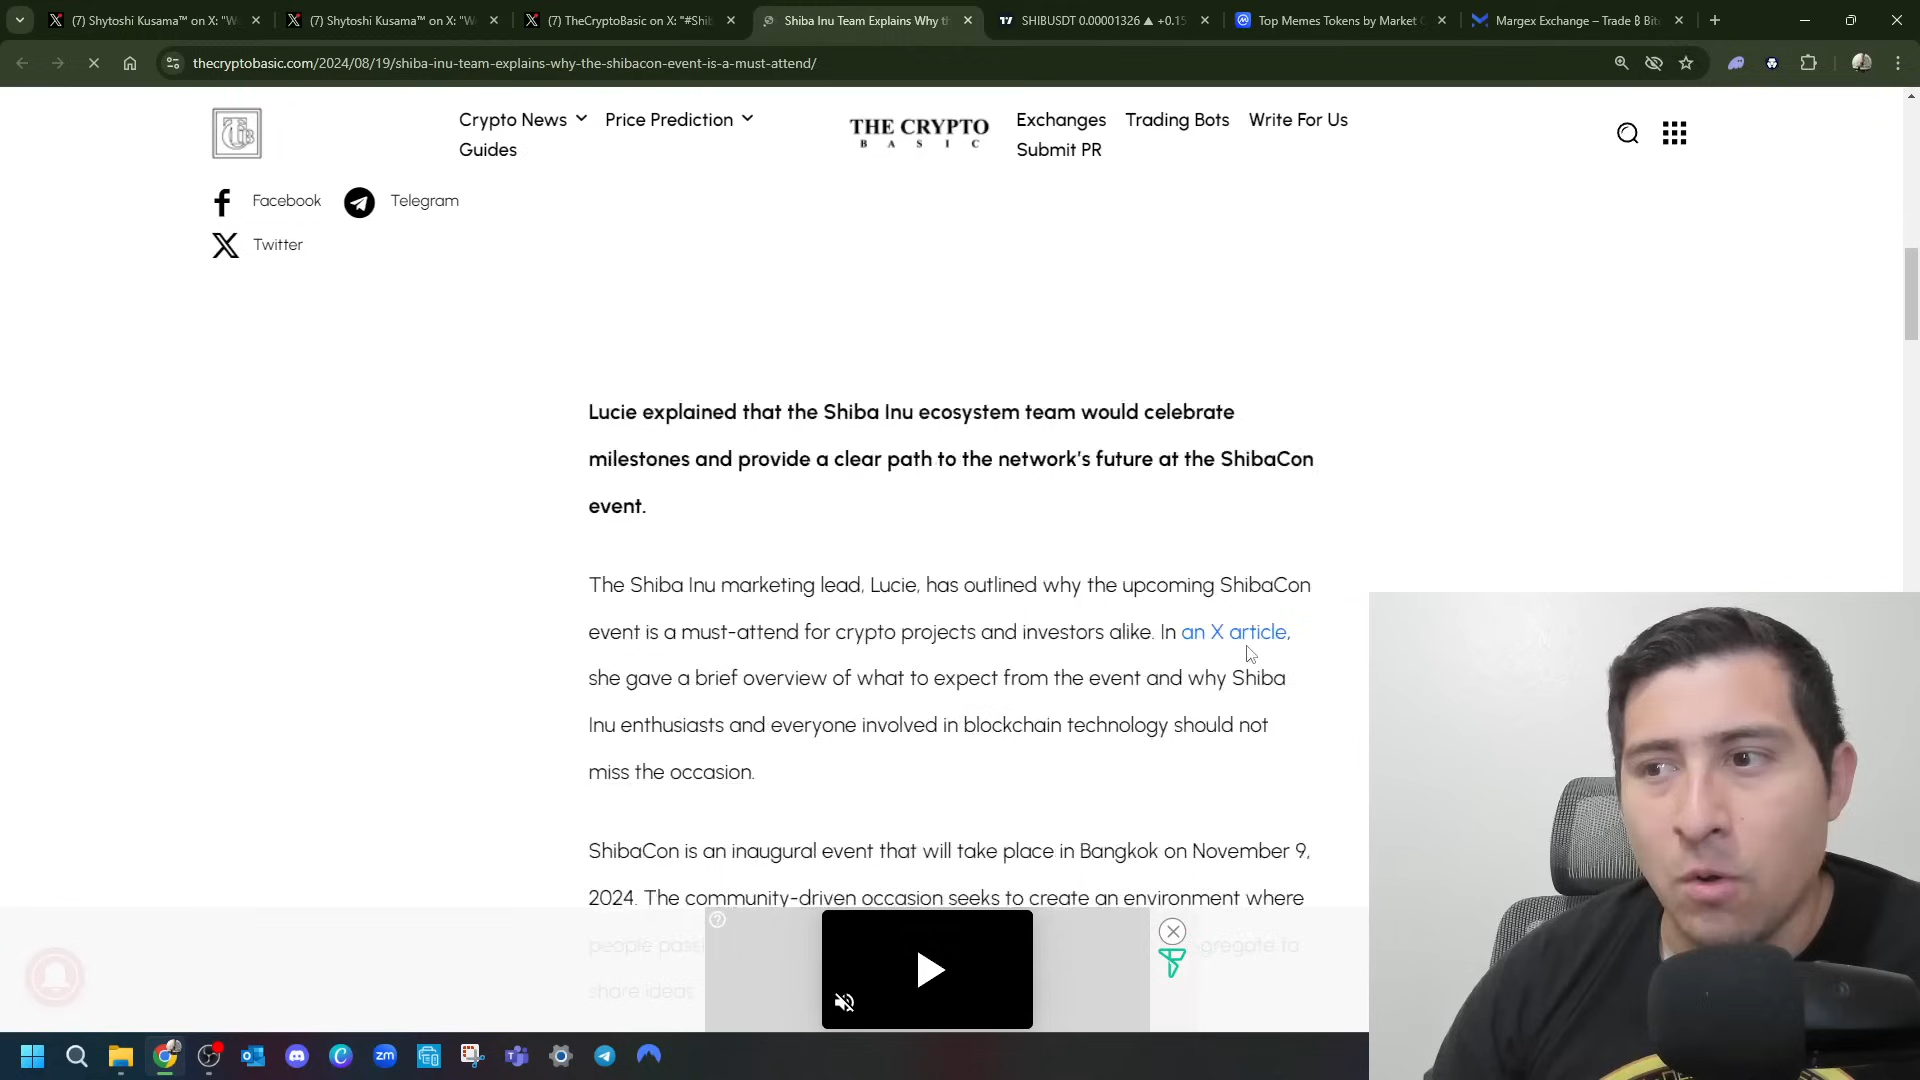 (7) Shytoshi Kusama™ on X: "W
(7) Shytoshi Kusama™ on X: "W
(7) TheCryptoBasic on X: "#Shib
Shiba Inu Team Explains Why th
SHIBUSDT 0.00001326 ▲ +0.15
Top Memes Tokens by Market C
Margex Exchange – Trade ₿ Bit
thecryptobasic.com/2024/08/19/shiba-inu-team-explains-why-the-shibacon-event-is-a-must-attend/
Crypto News
Price Prediction
Guides
THE CRYPTO
BASIC
Exchanges
Trading Bots
Write For Us
Submit PR
Facebook
Telegram
Twitter
Lucie explained that the Shiba Inu ecosystem team would celebrate
milestones and provide a clear path to the network's future at the ShibaCon
event.
The Shiba Inu marketing lead, Lucie, has outlined why the upcoming ShibaCon
event is a must-attend for crypto projects and investors alike. In an X article,
she gave a brief overview of what to expect from the event and why Shiba
Inu enthusiasts and everyone involved in blockchain technology should not
miss the occasion.
ShibaCon is an inaugural event that will take place in Bangkok on November 9,
2024. The community-driven occasion seeks to create an environment where
people
to
share ideas
zm